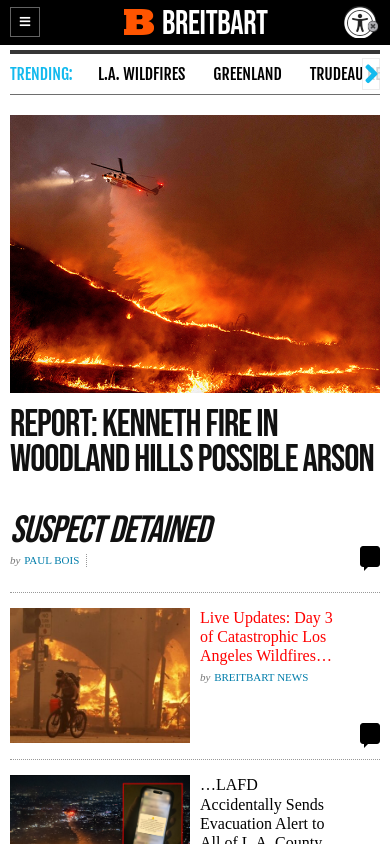 BREITBART
TRENDING:
L.A. WILDFIRES
GREENLAND
TRUDEAU
REPORT: KENNETH FIRE IN
WOODLAND HILLS POSSIBLE ARSON
SUSPECT DETAINED
by PAUL BOIS
Live Updates: Day 3
of Catastrophic Los
Angeles Wildfires…
by BREITBART NEWS
…LAFD
Accidentally Sends
Evacuation Alert to
All of L.A. County